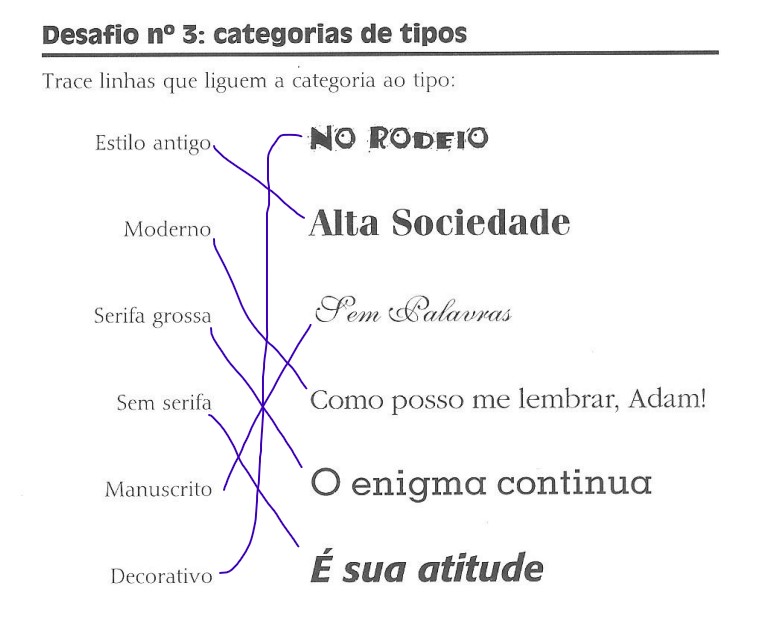 Desafio nº 3: categorias de tipos
Trace linhas que liguem a categoria ao tipo:
Estilo antigo
NO RODEIO
Moderno
Alta Sociedade
Serifa grossa
Sem Palavras
Sem serifa
Como posso me lembrar, Adam!
Manuscrito
O enigma continua
Decorativo
É sua atitude